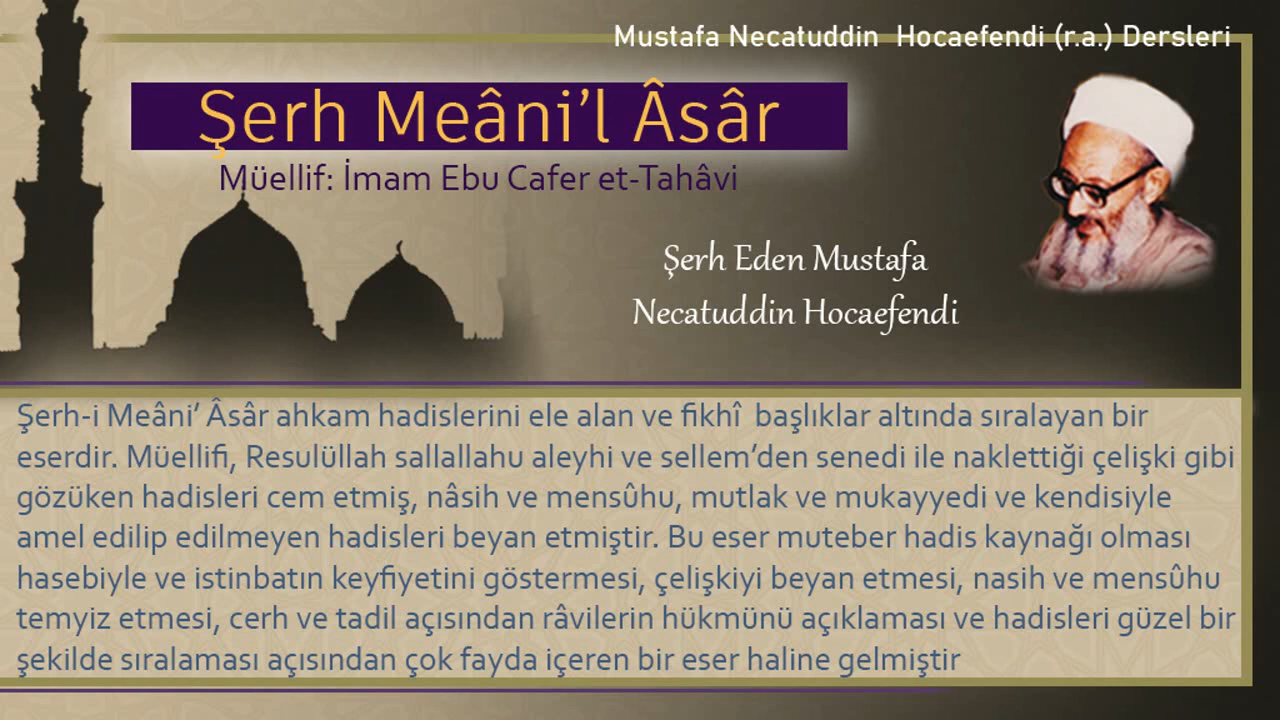 Mustafa Necatuddin Hocaefendi (r.a.) Dersleri
Şerh Meâni'l Âsâr
Müellif: İmam Ebu Cafer et-Tahâvi
Şerh Eden Mustafa
Necatuddin Hocaefendi
Şerh-i Meâni' Âsâr ahkam hadislerini ele alan ve fikhî başlıklar altında sıralayan bir
eserdir. Müellifi, Resulüllah sallallahu aleyhi ve sellem'den senedi ile naklettiği çelişki gibi
gözüken hadisleri cem etmiş, nâsih ve mensûhu, mutlak ve mukayyedi ve kendisiyle
amel edilip edilmeyen hadisleri beyan etmiştir. Bu eser muteber hadis kaynağı olması
hasebiyle ve istinbatın keyfiyetini göstermesi, çelişkiyi beyan etmesi, nasih ve mensûhu
temyiz etmesi, cerh ve tadil açısından râvilerin hükmünü açıklaması ve hadisleri güzel bir
şekilde sıralaması açısından çok fayda içeren bir eser haline gelmiştir